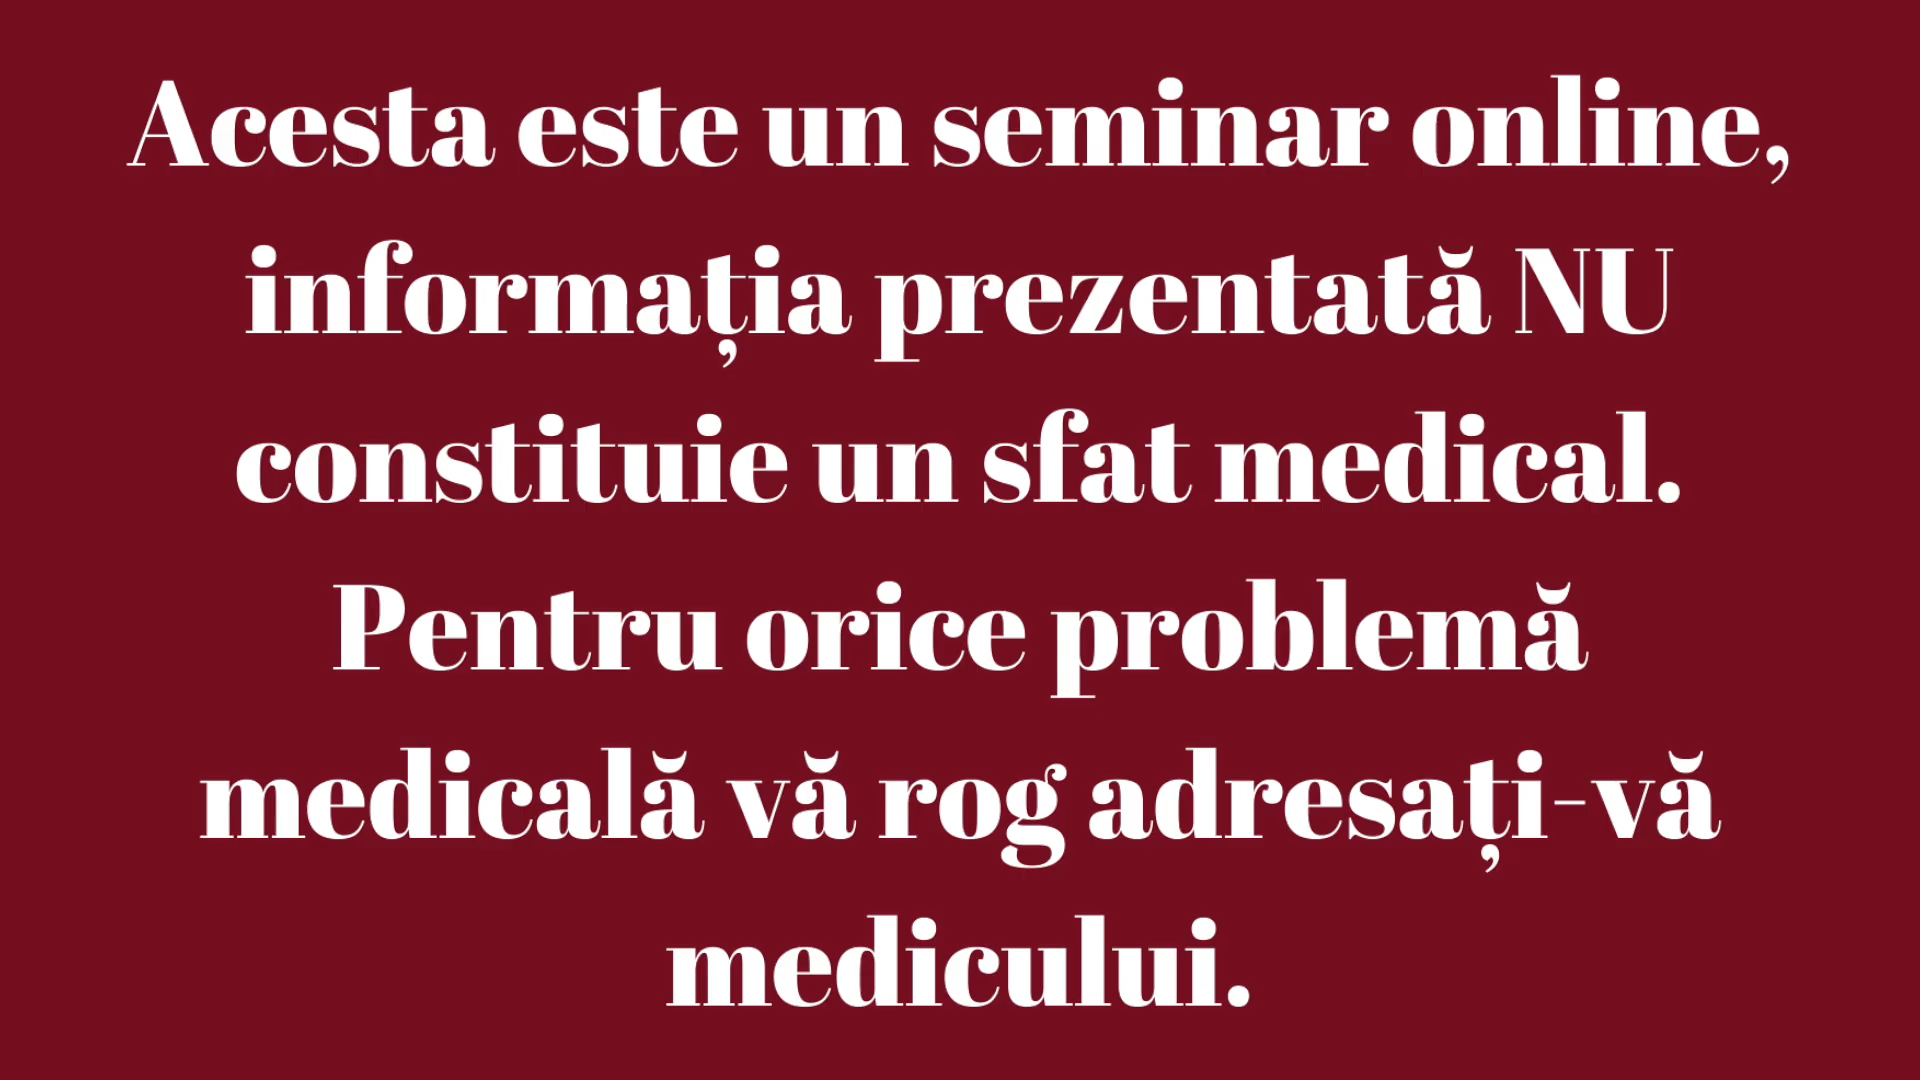 Acesta este un seminar online,
informația prezentată NU
constituie un sfat medical.
Pentru orice problemă
medicală vă rog adresați-vă
medicului.